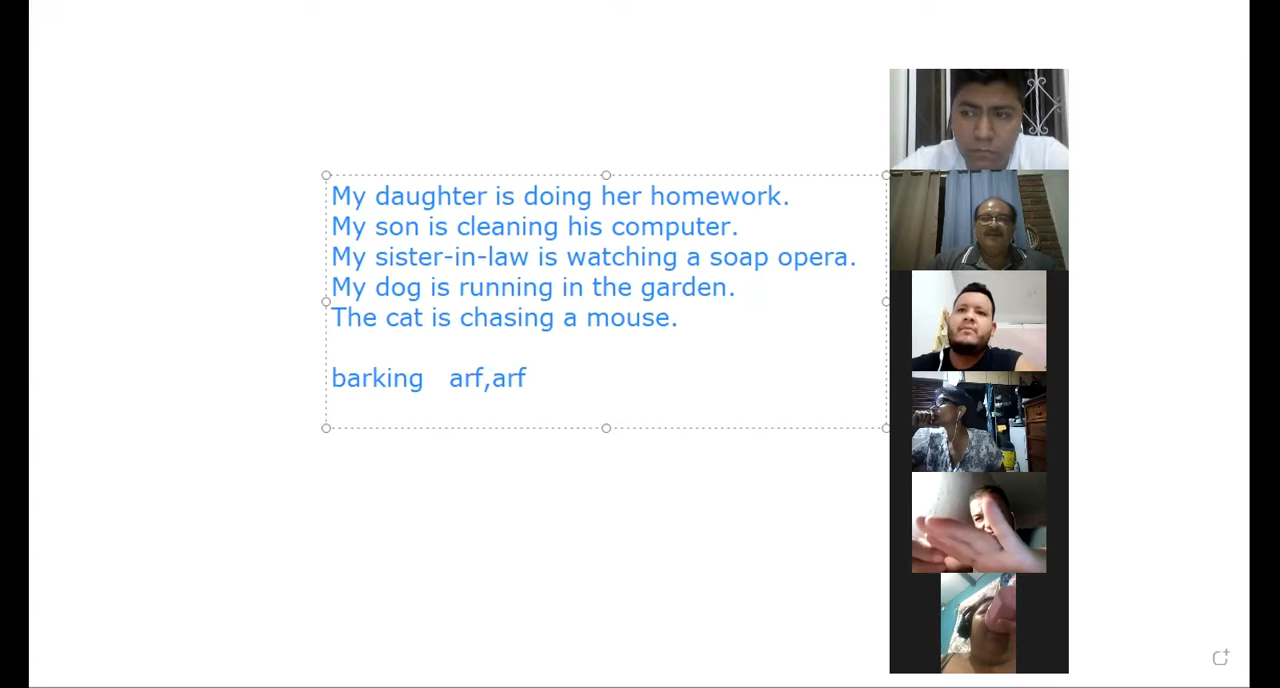 My daughter is doing her homework.
My son is cleaning his computer.
My sister-in-law is watching a soap opera.
My dog is running in the garden.
The cat is chasing a mouse.
barking arf,arf